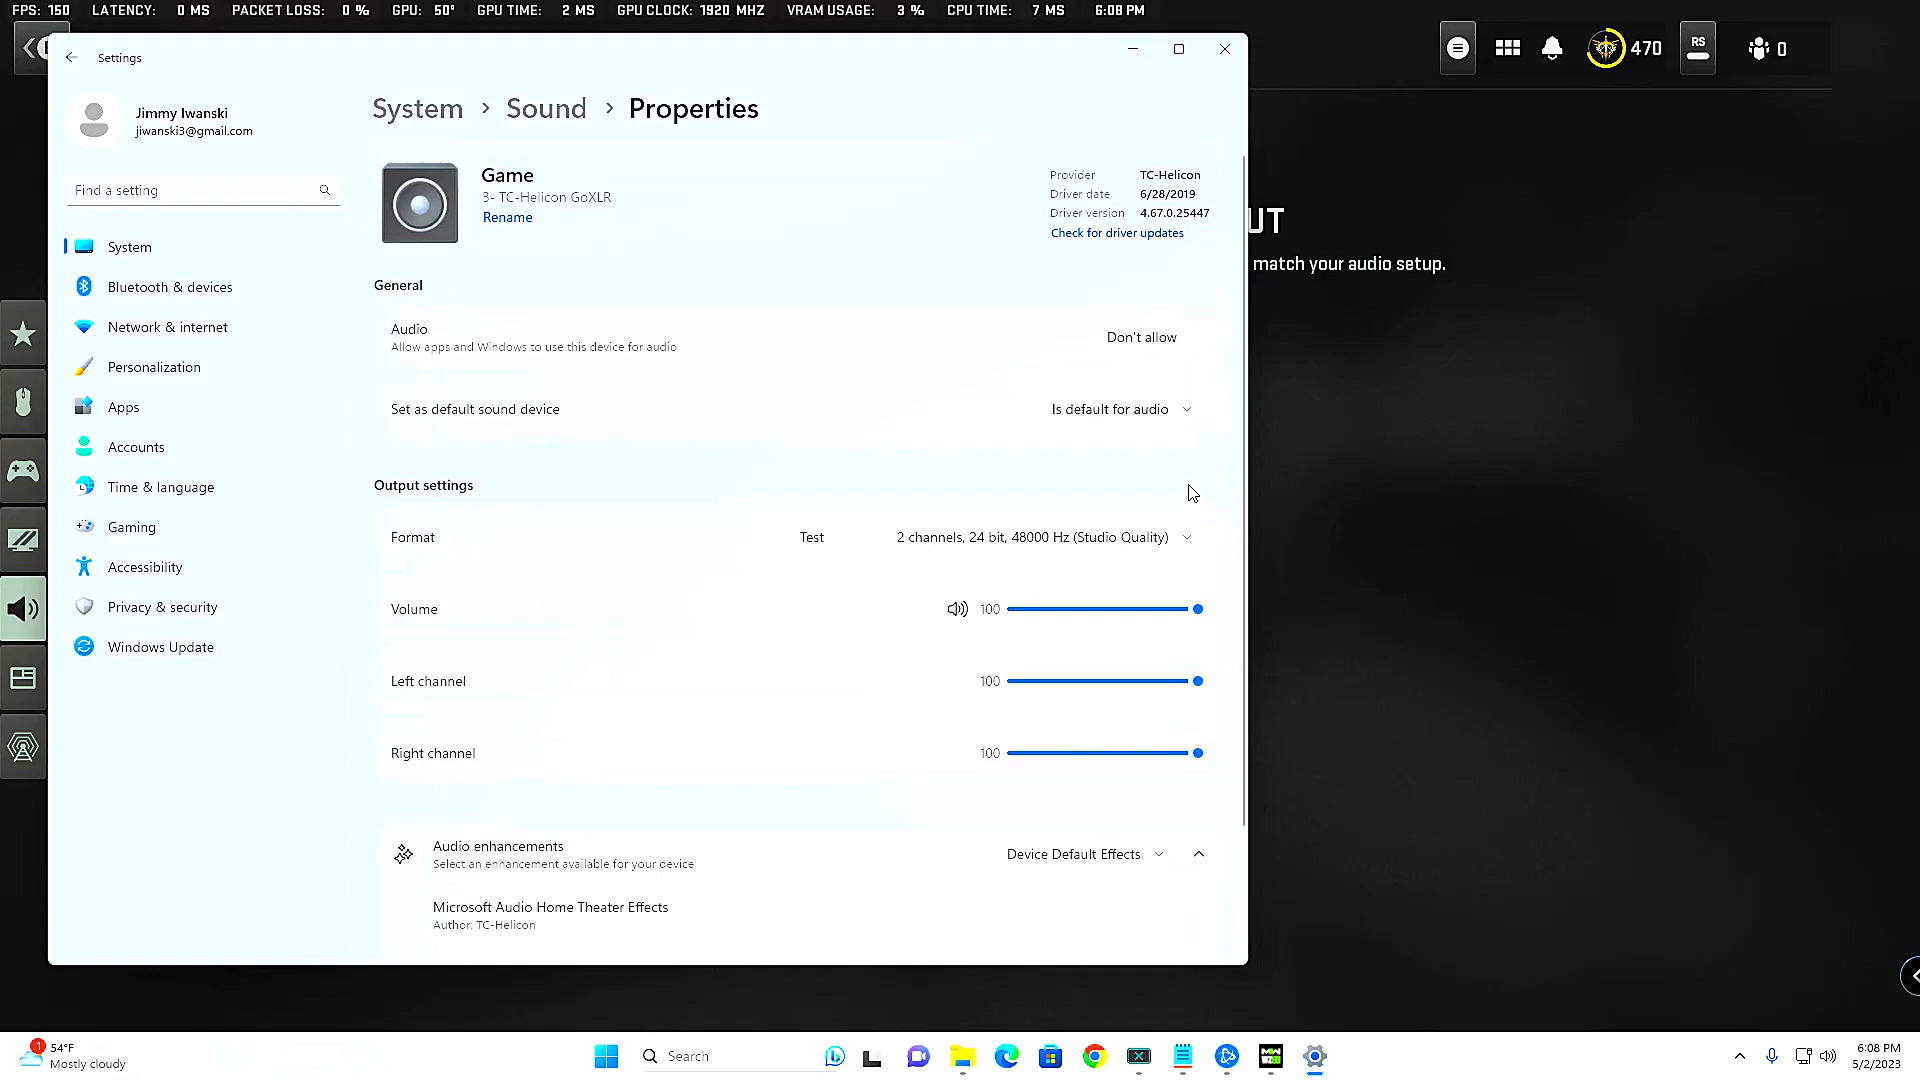 FPS: 150 LATENCY: 0 MS PACKET LOSS: 0 % GPU: 50° GPU TIME: 2 MS GPU CLOCK: 1920 MHZ VRAM USAGE: 3 % CPU TIME: 7 MS 6:08 PM
Settings
470
RS
0
Jimmy Iwanski
jiwanski3@gmail.com
Find a setting
System
Bluetooth & devices
Network & internet
Personalization
Apps
Accounts
Time & language
Gaming
Accessibility
Privacy & security
Windows Update
System > Sound > Properties
Game
3- TC-Helicon GoXLR
Rename
Provider TC-Helicon
Driver date 6/28/2019
Driver version 4.67.0.25447
Check for driver updates
General
Audio
Allow apps and Windows to use this device for audio
Don't allow
Set as default sound device
Is default for audio
Output settings
Format
Test
2 channels, 24 bit, 48000 Hz (Studio Quality)
Volume
100
Left channel
100
Right channel
100
Audio enhancements
Select an enhancement available for your device
Device Default Effects
Microsoft Audio Home Theater Effects
Author: TC-Helicon
UT
match your audio setup.
1
54°F
Mostly cloudy
Search
6:08 PM
5/2/2023